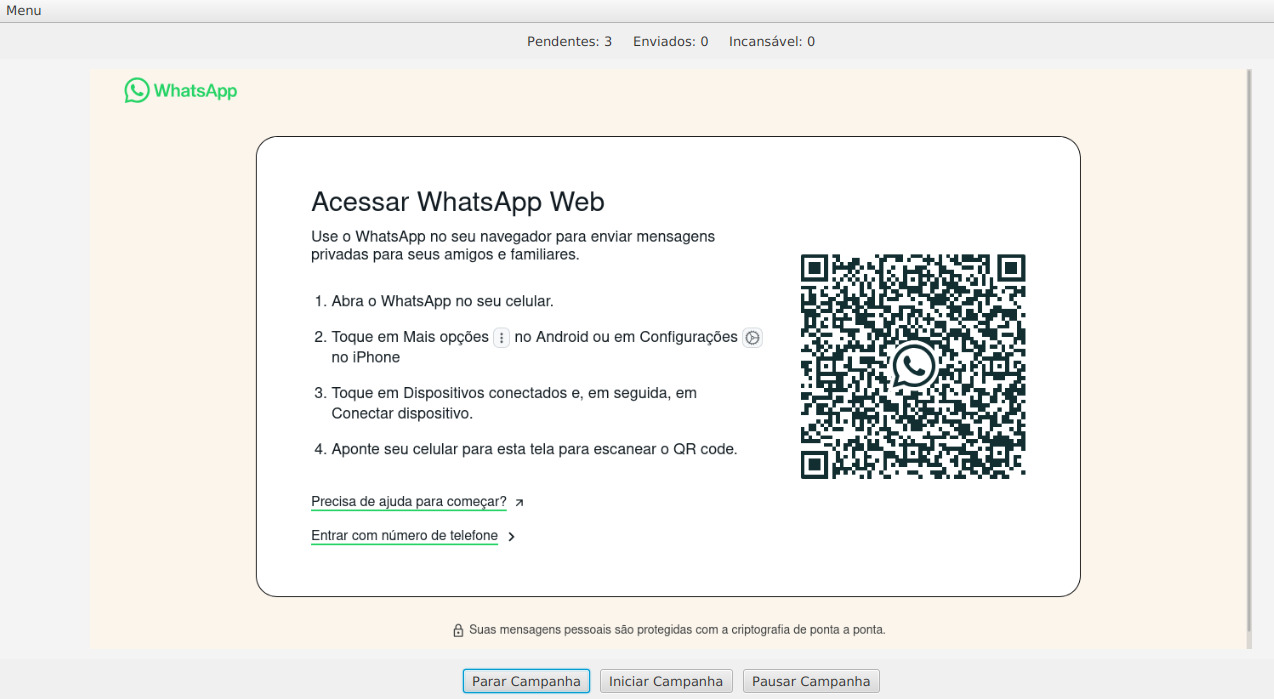 Menu
Pendentes: 3 Enviados: 0 Incansável: 0
WhatsApp
Acessar WhatsApp Web
Use o WhatsApp no seu navegador para enviar mensagens
privadas para seus amigos e familiares.
1. Abra o WhatsApp no seu celular.
2. Toque em Mais opções no Android ou em Configurações
no iPhone
3. Toque em Dispositivos conectados e, em seguida, em
Conectar dispositivo.
4. Aponte seu celular para esta tela para escanear o QR code.
Precisa de ajuda para começar?
Entrar com número de telefone
Suas mensagens pessoais são protegidas com a criptografia de ponta a ponta.
Parar Campanha Iniciar Campanha Pausar Campanha